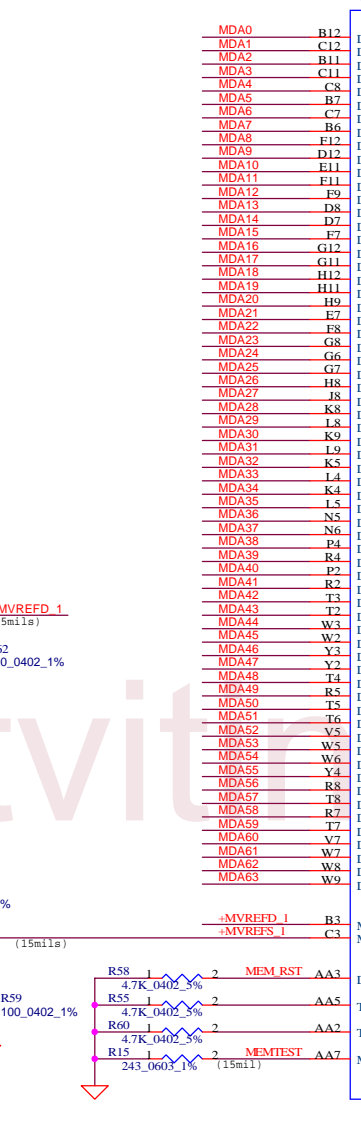 MDA0 B12
MDA1 C12
MDA2 B11
MDA3 C11
MDA4 C8
MDA5 B7
MDA6 C7
MDA7 B6
MDA8 F12
MDA9 D12
MDA10 E11
MDA11 F11
MDA12 F9
MDA13 D8
MDA14 D7
MDA15 F7
MDA16 G12
MDA17 G11
MDA18 H12
MDA19 H11
MDA20 H9
MDA21 E7
MDA22 F8
MDA23 G8
MDA24 G6
MDA25 G7
MDA26 H8
MDA27 J8
MDA28 K8
MDA29 L8
MDA30 K9
MDA31 L9
MDA32 K5
MDA33 L4
MDA34 K4
MDA35 L5
MDA36 N5
MDA37 N6
MDA38 P4
MDA39 R4
MDA40 P2
MDA41 R2
MDA42 T3
MVREFD_1 MDA43 T2
5mils) MDA44 W3
MDA45 W2
52 MDA46 Y3
0_0402_1% MDA47 Y2
MDA48 T4
MDA49 R5
MDA50 T5
MDA51 T6
MDA52 V5
MDA53 W5
MDA54 W6
MDA55 Y4
MDA56 R8
MDA57 T8
MDA58 R7
MDA59 T7
MDA60 V7
MDA61 W7
MDA62 W8
MDA63 W9
%
+MVREFD_1 B3
+MVREFS_1 C3
(15mils)
R58 1 2 MEM_RST AA3
4.7K_0402_5%
R59 R55 1 2 AA5
100_0402_1% 4.7K_0402_5%
R60 1 2 AA2
4.7K_0402_5%
R15 1 2 MEMTEST AA7
243_0603_1% (15mil)
tvit